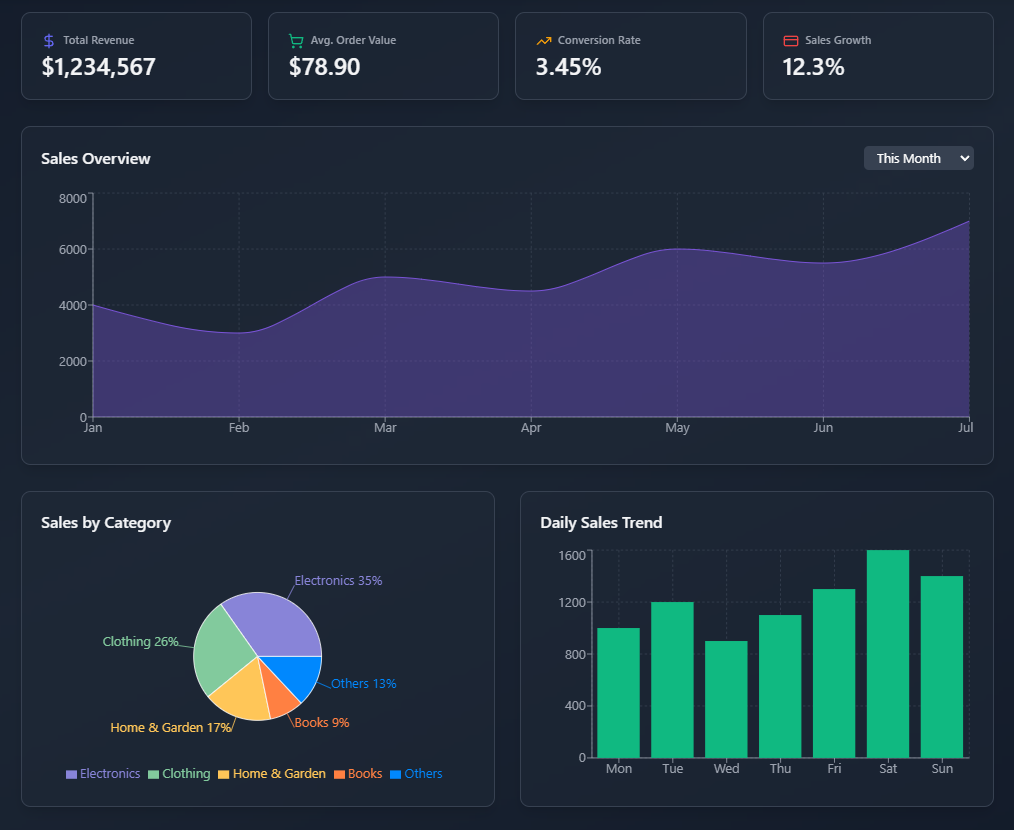 Total Revenue
$1,234,567
Avg. Order Value
$78.90
Conversion Rate
3.45%
Sales Growth
12.3%
Sales Overview
This Month
8000
6000
4000
2000
0
Jan Feb Mar Apr May Jun Jul
Sales by Category
Electronics 35%
Clothing 26%
Others 13%
Books 9%
Home & Garden 17%
Electronics Clothing Home & Garden Books Others
Daily Sales Trend
1600
1200
800
400
0
Mon Tue Wed Thu Fri Sat Sun